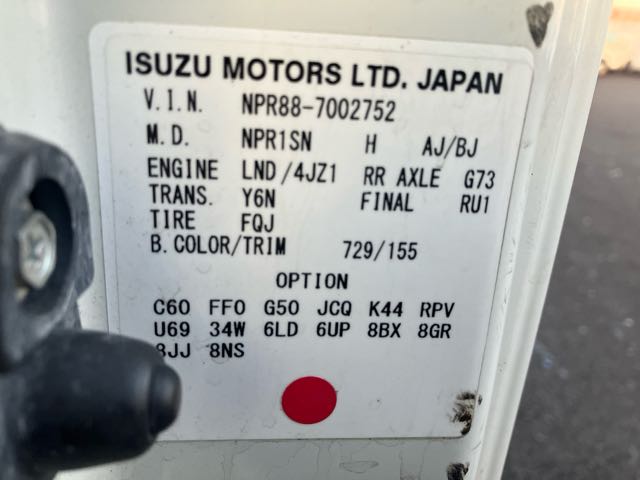 ISUZU MOTORS LTD. JAPAN
V.I.N. NPR88-7002752
M.D. NPR1SN H AJ/BJ
ENGINE LND/4JZ1 RR AXLE G73
TRANS. Y6N FINAL RU1
TIRE FQJ
B.COLOR/TRIM 729/155
OPTION
C60 FF0 G50 JCQ K44 RPV
U69 34W 6LD 6UP 8BX 8GR
8JJ 8NS